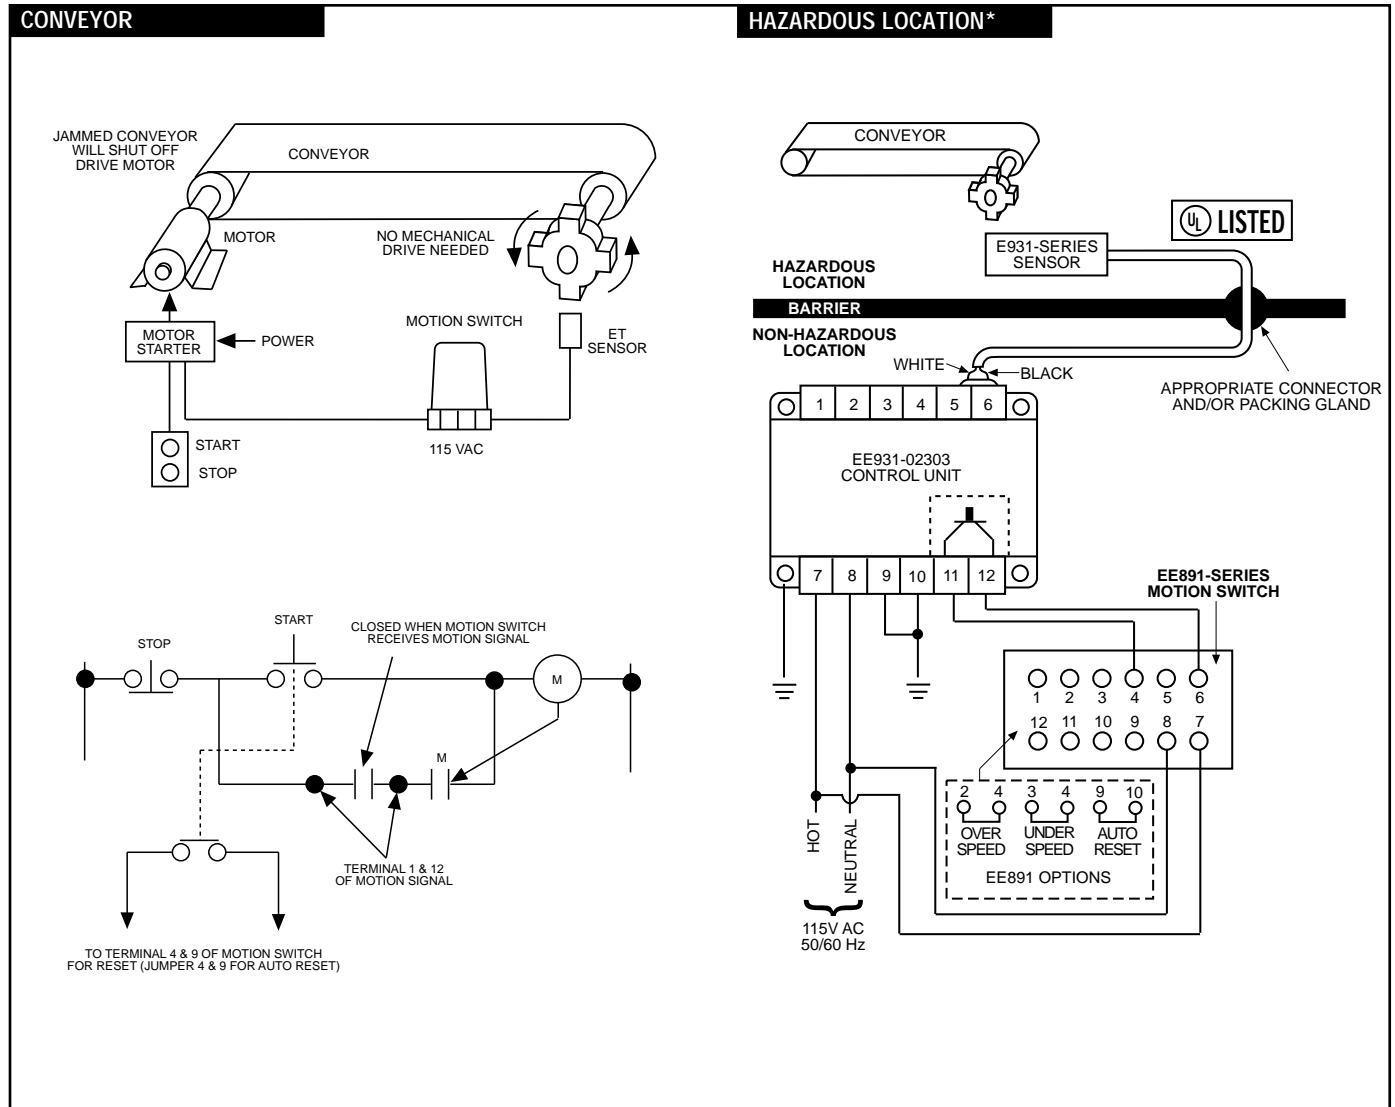 CONVEYOR
JAMMED CONVEYOR
WILL SHUT OFF
DRIVE MOTOR
CONVEYOR
MOTOR
NO MECHANICAL
DRIVE NEEDED
MOTOR
STARTER
POWER
MOTION SWITCH
ET
SENSOR
START
STOP
115 VAC
STOP
START
CLOSED WHEN MOTION SWITCH
RECEIVES MOTION SIGNAL
M
M
TERMINAL 1 & 12
OF MOTION SIGNAL
TO TERMINAL 4 & 9 OF MOTION SWITCH
FOR RESET (JUMPER 4 & 9 FOR AUTO RESET)
HAZARDOUS LOCATION*
CONVEYOR
UL LISTED
E931-SERIES
SENSOR
HAZARDOUS
LOCATION
BARRIER
NON-HAZARDOUS
LOCATION
WHITE
BLACK
APPROPRIATE CONNECTOR
AND/OR PACKING GLAND
1 2 3 4 5 6
EE931-02303
CONTROL UNIT
7 8 9 10 11 12
EE891-SERIES
MOTION SWITCH
1 2 3 4 5 6
12 11 10 9 8 7
2 4 3 4 9 10
OVER
SPEED
UNDER
SPEED
AUTO
RESET
EE891 OPTIONS
HOT
NEUTRAL
115V AC
50/60 Hz